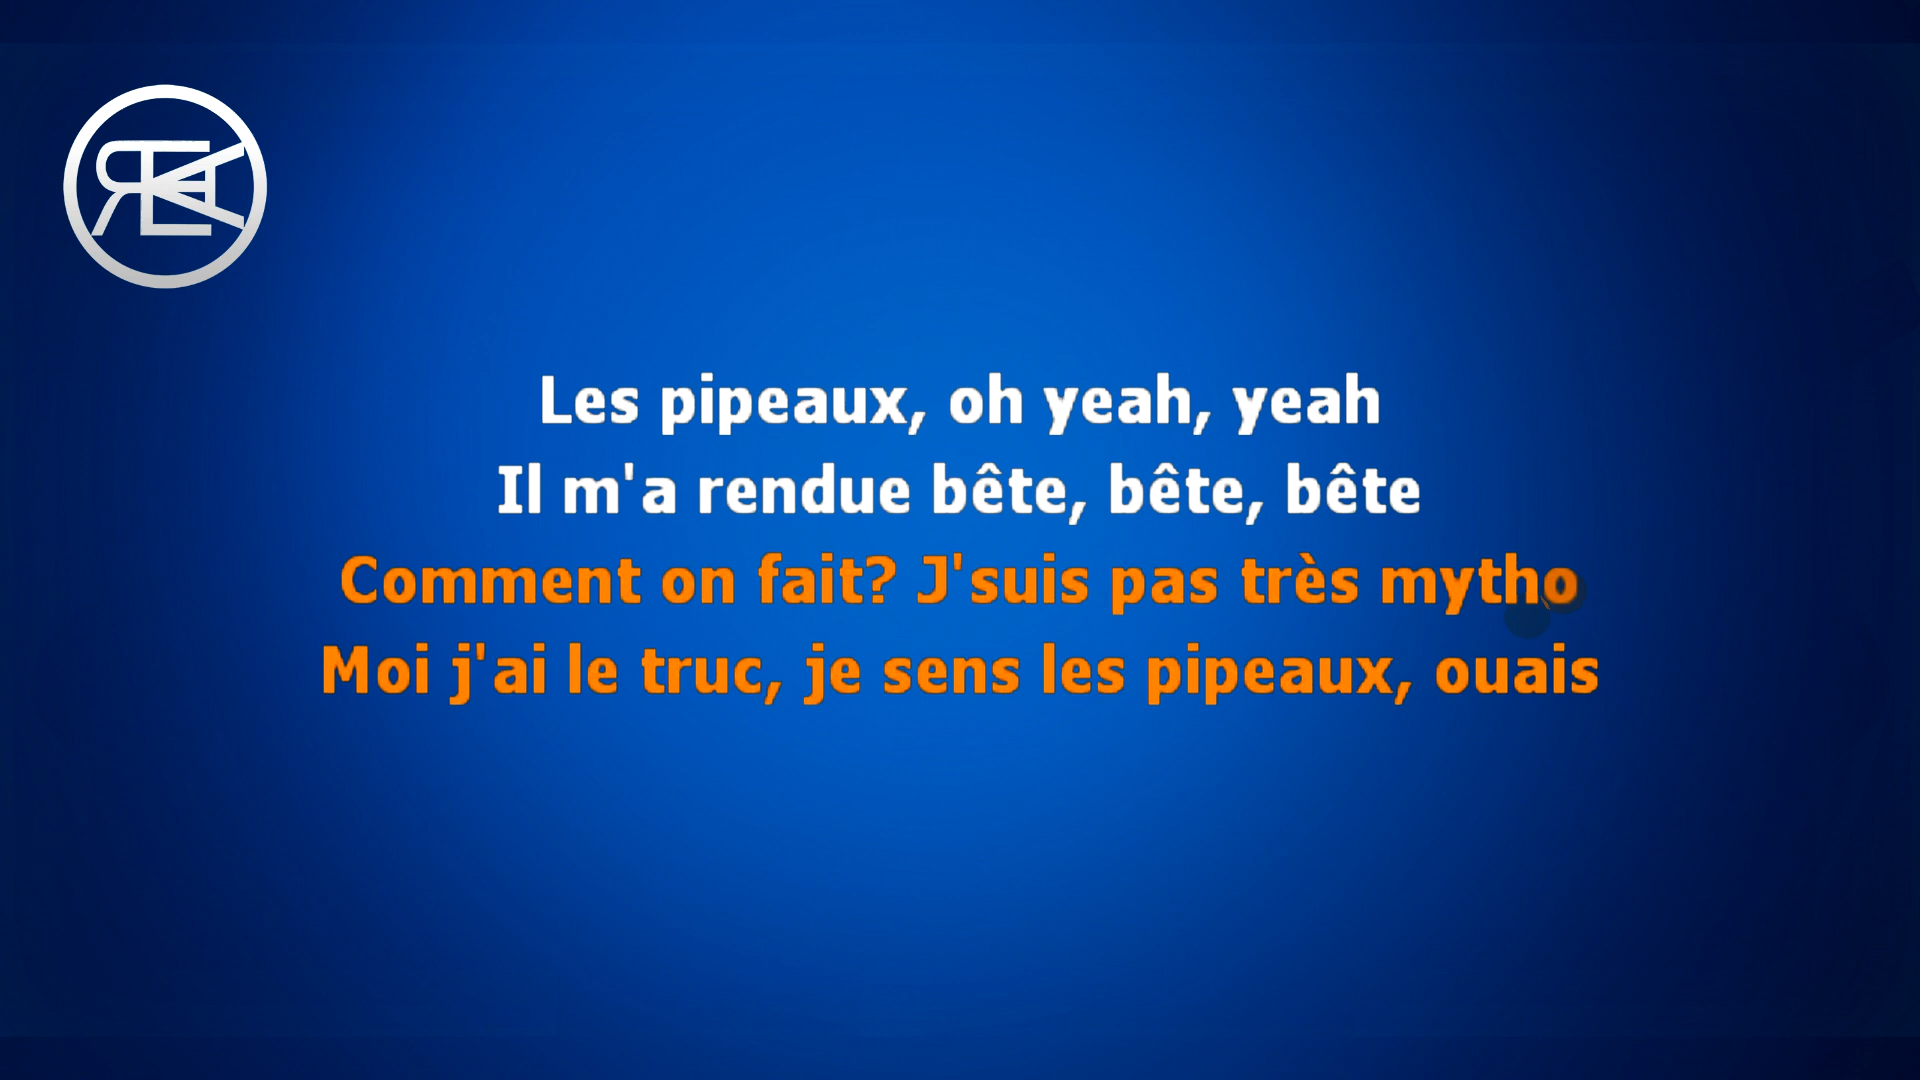 Les pipeaux, oh yeah, yeah
Il m'a rendue bête, bête, bête
Comment on fait? J'suis pas très mytho
Moi j'ai le truc, je sens les pipeaux, ouais